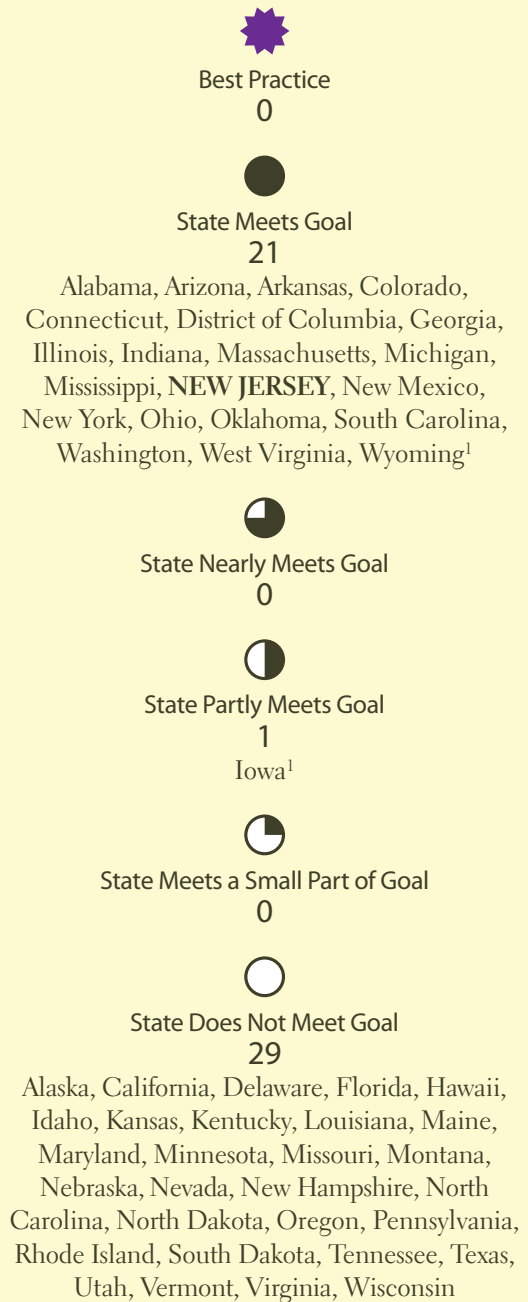 Best Practice
0
State Meets Goal
21
Alabama, Arizona, Arkansas, Colorado,
Connecticut, District of Columbia, Georgia,
Illinois, Indiana, Massachusetts, Michigan,
Mississippi, NEW JERSEY, New Mexico,
New York, Ohio, Oklahoma, South Carolina,
Washington, West Virginia, Wyoming¹
State Nearly Meets Goal
0
State Partly Meets Goal
1
Iowa¹
State Meets a Small Part of Goal
0
State Does Not Meet Goal
29
Alaska, California, Delaware, Florida, Hawaii,
Idaho, Kansas, Kentucky, Louisiana, Maine,
Maryland, Minnesota, Missouri, Montana,
Nebraska, Nevada, New Hampshire, North
Carolina, North Dakota, Oregon, Pennsylvania,
Rhode Island, South Dakota, Tennessee, Texas,
Utah, Vermont, Virginia, Wisconsin